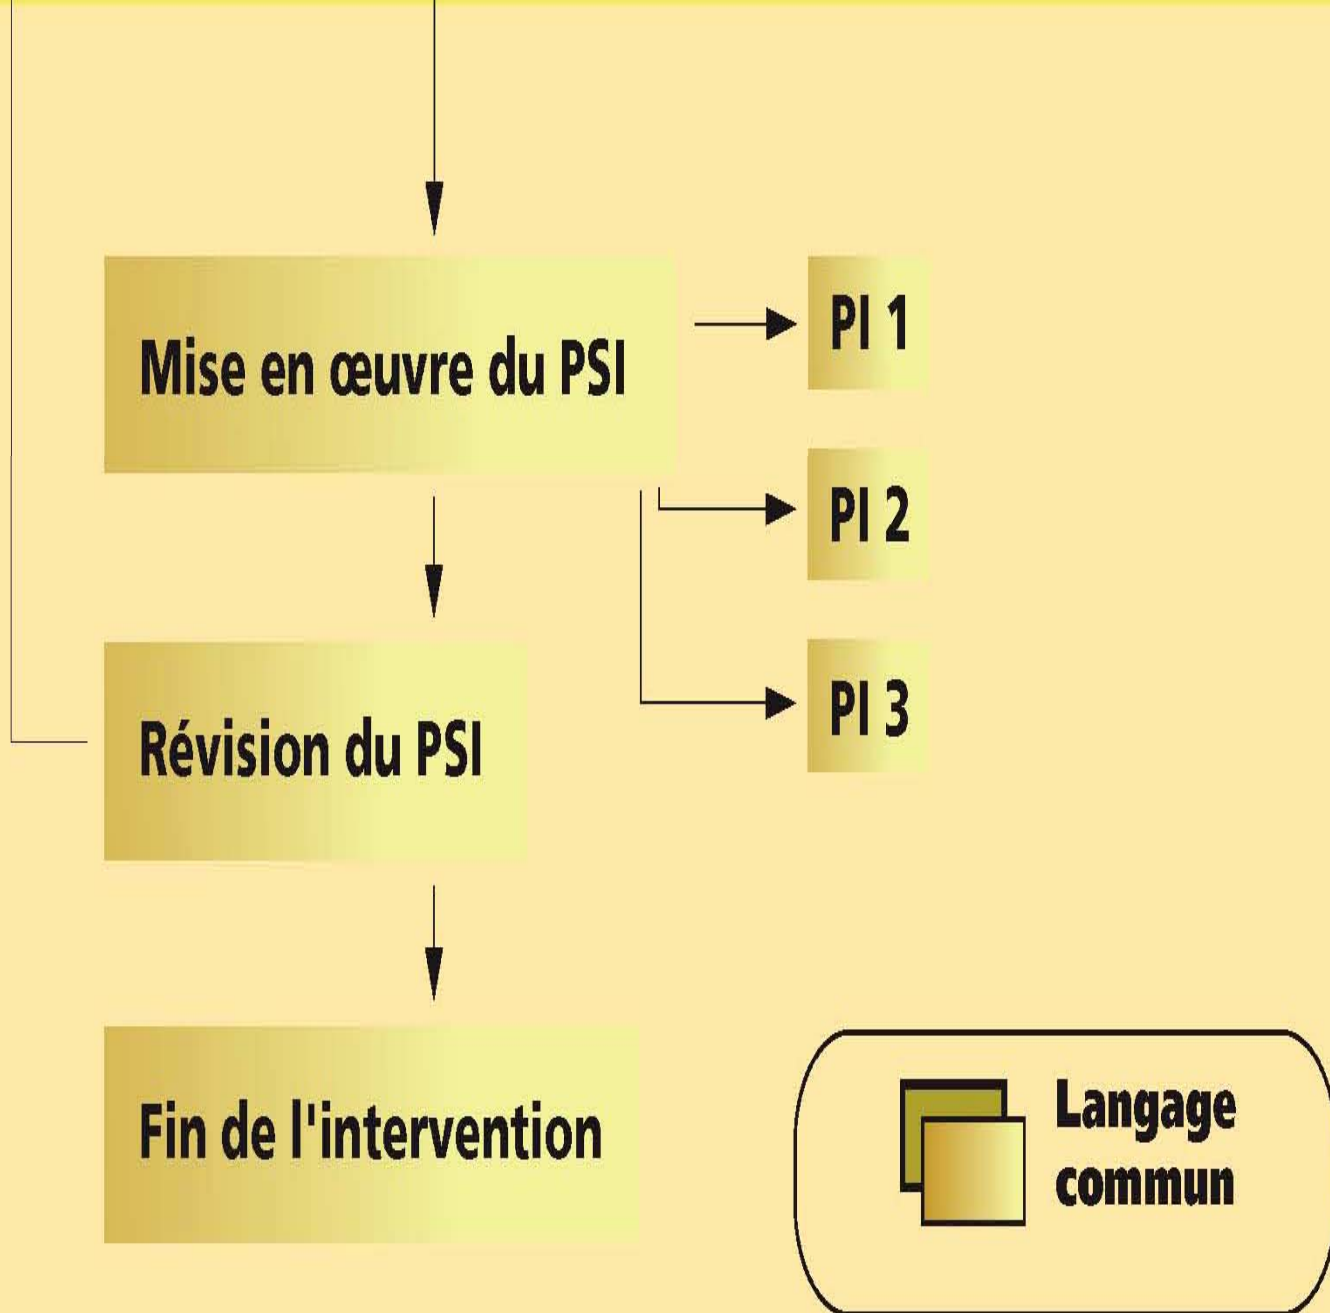 Mise en œuvre du PSI
PI 1
PI 2
PI 3
Révision du PSI
Fin de l'intervention
Langage
commun